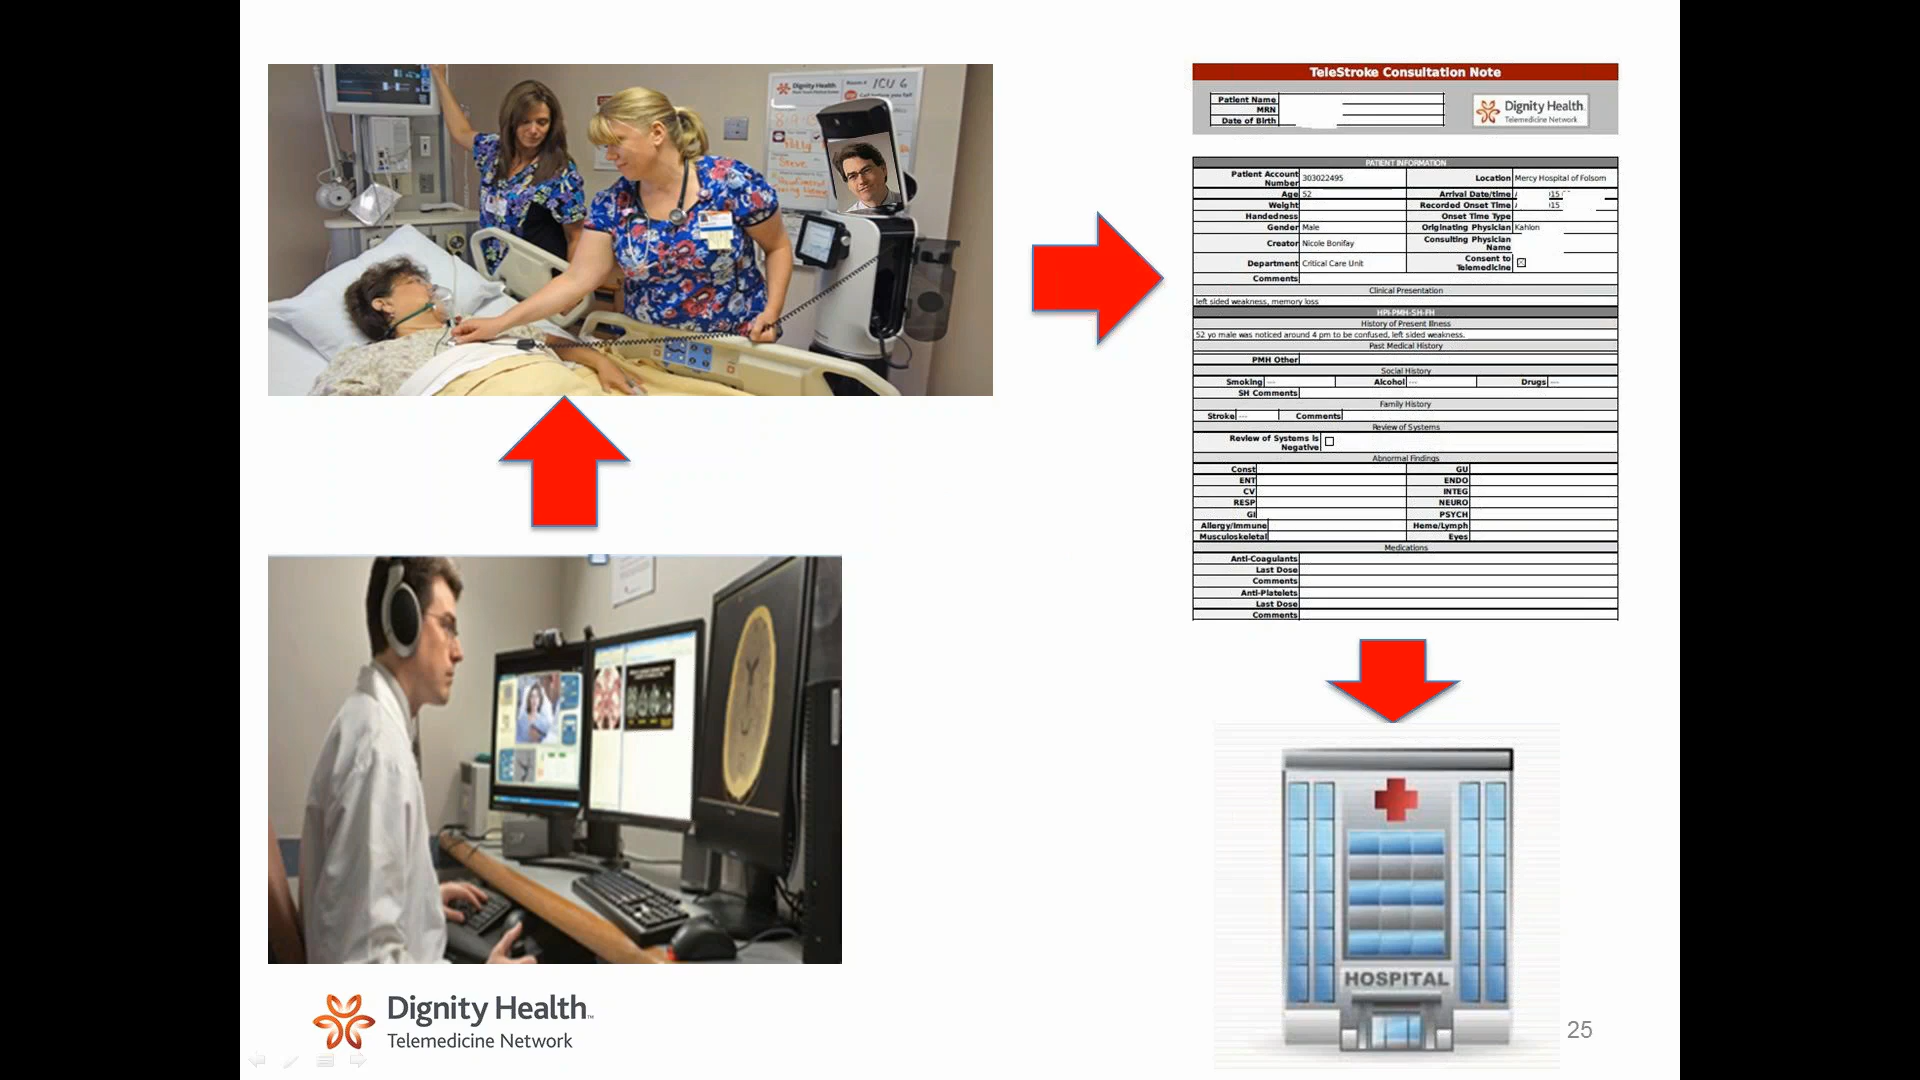 Dignity Health
ICU 6
Steve
TeleStroke Consultation Note
Patient Name
MRN
Date of Birth
Dignity Health
Telemedicine Network
PATIENT INFORMATION
Patient Account Number 303022495 Location Mercy Hospital of Folsom
Age 52 Arrival Date/time 015
Weight Recorded Onset Time 015
Handedness Onset Time Type
Gender Male Originating Physician Kahlon
Creator Nicole Bonifay Consulting Physician Name
Department Critical Care Unit Consent to Telemedicine
Comments
Clinical Presentation
left sided weakness, memory loss
HPI-PMH-SH-FH
History of Present Illness
52 yo male was noticed around 4 pm to be confused, left sided weakness.
Past Medical History
PMH Other
Social History
Smoking --- Alcohol --- Drugs ---
SH Comments
Family History
Stroke --- Comments
Review of Systems
Review of Systems is Negative
Abnormal Findings
Const GU
ENT ENDO
CV INTEG
RESP NEURO
GI PSYCH
Allergy/Immune Heme/Lymph
Musculoskeletal Eyes
Medications
Anti-Coagulants
Last Dose
Comments
Anti-Platelets
Last Dose
Comments
HOSPITAL
Dignity Health™
Telemedicine Network
25